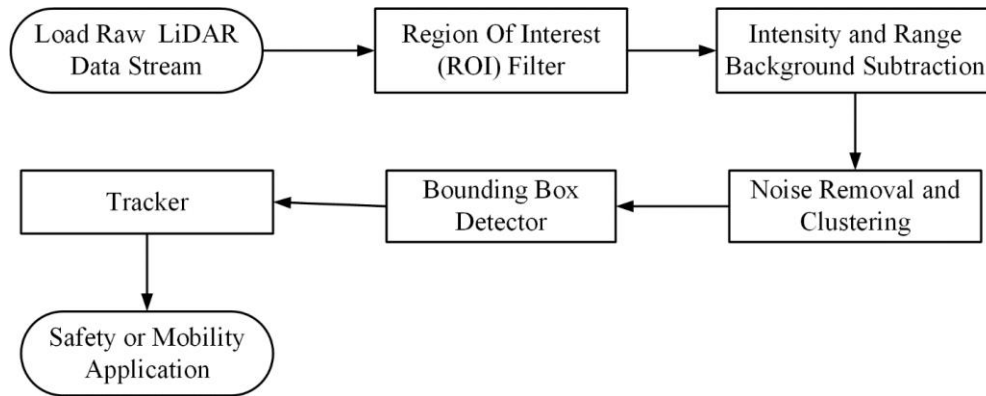 Load Raw LiDAR
Data Stream
Region Of Interest
(ROI) Filter
Intensity and Range
Background Subtraction
Noise Removal and
Clustering
Bounding Box
Detector
Tracker
Safety or Mobility
Application